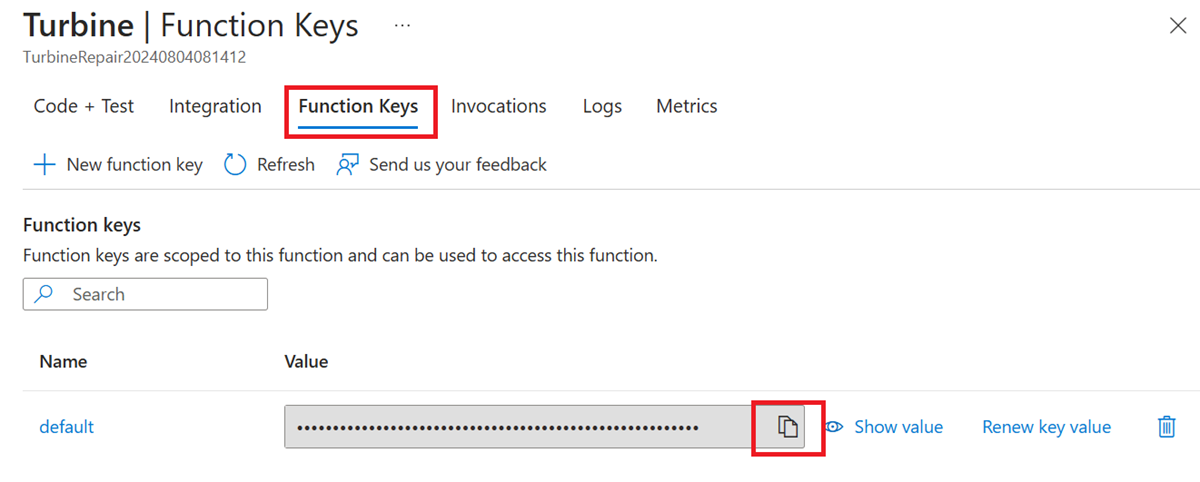 Turbine | Function Keys ...
TurbineRepair20240804081412
Code + Test Integration Function Keys Invocations Logs Metrics
New function key Refresh Send us your feedback
Function keys
Function keys are scoped to this function and can be used to access this function.
Search
Name Value
default Show value Renew key value